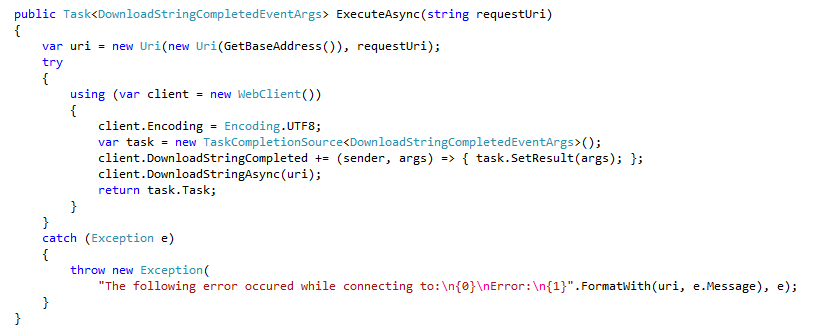 public Task<DownloadStringCompletedEventArgs> ExecuteAsync(string requestUri)
{
    var uri = new Uri(new Uri(GetBaseAddress()), requestUri);
    try
    {
        using (var client = new WebClient())
        {
            client.Encoding = Encoding.UTF8;
            var task = new TaskCompletionSource<DownloadStringCompletedEventArgs>();
            client.DownloadStringCompleted += (sender, args) => { task.SetResult(args); };
            client.DownloadStringAsync(uri);
            return task.Task;
        }
    }
    catch (Exception e)
    {
        throw new Exception(
            "The following error occured while connecting to:\n{0}\nError:\n{1}".FormatWith(uri, e.Message), e);
    }
}